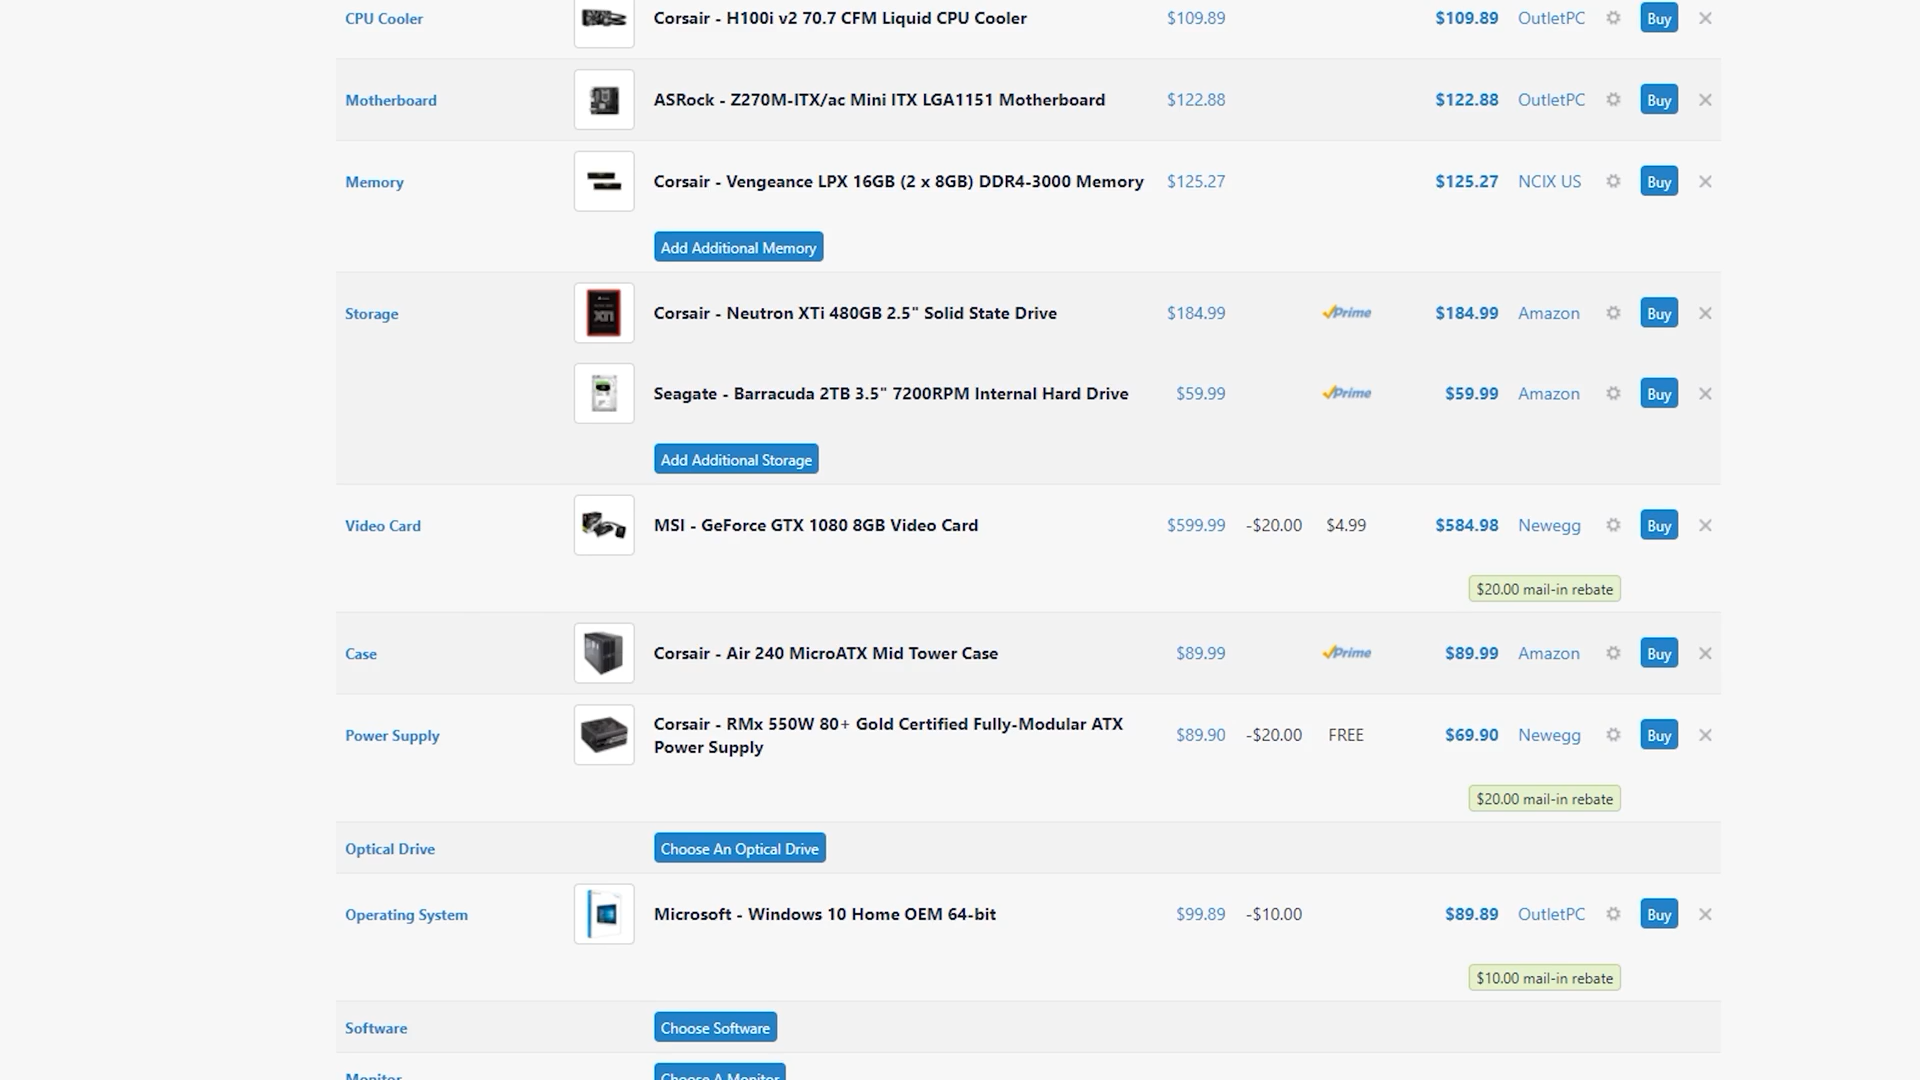 CPU Cooler Corsair - H100i v2 70.7 CFM Liquid CPU Cooler $109.89 $109.89 OutletPC Buy
Motherboard ASRock - Z270M-ITX/ac Mini ITX LGA1151 Motherboard $122.88 $122.88 OutletPC Buy
Memory Corsair - Vengeance LPX 16GB (2 x 8GB) DDR4-3000 Memory $125.27 $125.27 NCIX US Buy
Add Additional Memory
Storage Corsair - Neutron XTi 480GB 2.5" Solid State Drive $184.99 Prime $184.99 Amazon Buy
Seagate - Barracuda 2TB 3.5" 7200RPM Internal Hard Drive $59.99 Prime $59.99 Amazon Buy
Add Additional Storage
Video Card MSI - GeForce GTX 1080 8GB Video Card $599.99 -$20.00 $4.99 $584.98 Newegg Buy
$20.00 mail-in rebate
Case Corsair - Air 240 MicroATX Mid Tower Case $89.99 Prime $89.99 Amazon Buy
Power Supply Corsair - RMx 550W 80+ Gold Certified Fully-Modular ATX Power Supply $89.90 -$20.00 FREE $69.90 Newegg Buy
$20.00 mail-in rebate
Optical Drive Choose An Optical Drive
Operating System Microsoft - Windows 10 Home OEM 64-bit $99.89 -$10.00 $89.89 OutletPC Buy
$10.00 mail-in rebate
Software Choose Software
Monitor Choose A Monitor